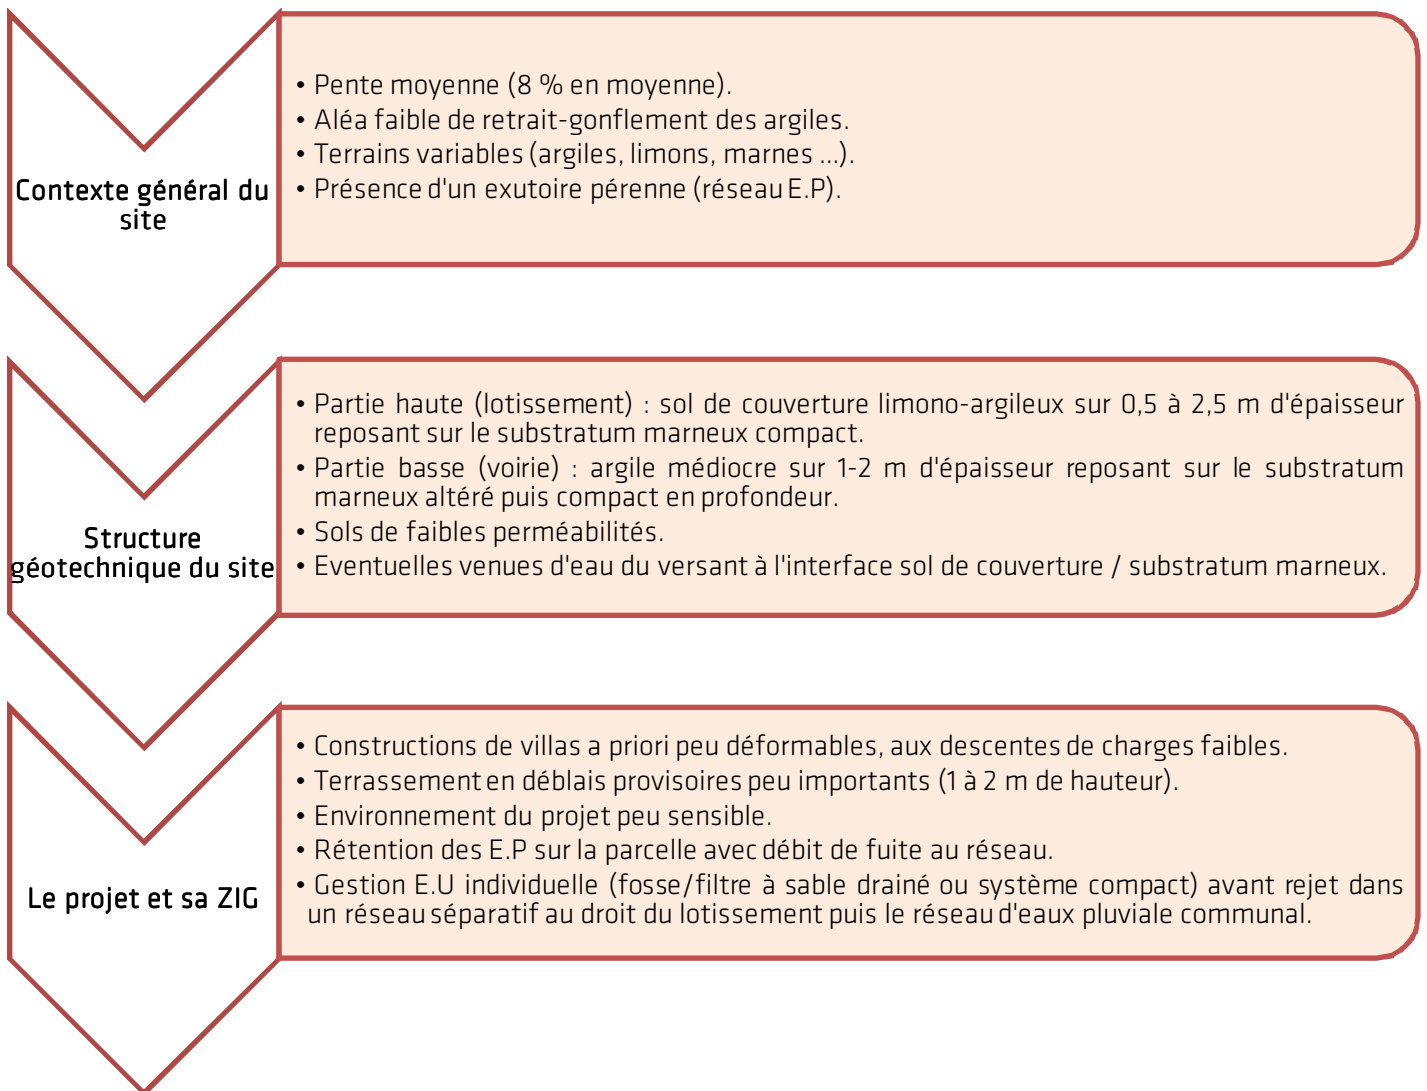 Contexte général du
site
• Pente moyenne (8 % en moyenne).
• Aléa faible de retrait-gonflement des argiles.
• Terrains variables (argiles, limons, marnes ...).
• Présence d'un exutoire pérenne (réseau E.P).
Structure
géotechnique du site
• Partie haute (lotissement) : sol de couverture limono-argileux sur 0,5 à 2,5 m d'épaisseur
reposant sur le substratum marneux compact.
• Partie basse (voirie) : argile médiocre sur 1-2 m d'épaisseur reposant sur le substratum
marneux altéré puis compact en profondeur.
• Sols de faibles perméabilités.
• Eventuelles venues d'eau du versant à l'interface sol de couverture / substratum marneux.
Le projet et sa ZIG
• Constructions de villas a priori peu déformables, aux descentes de charges faibles.
• Terrassement en déblais provisoires peu importants (1 à 2 m de hauteur).
• Environnement du projet peu sensible.
• Rétention des E.P sur la parcelle avec débit de fuite au réseau.
• Gestion E.U individuelle (fosse/filtre à sable drainé ou système compact) avant rejet dans
un réseau séparatif au droit du lotissement puis le réseau d'eaux pluviale communal.